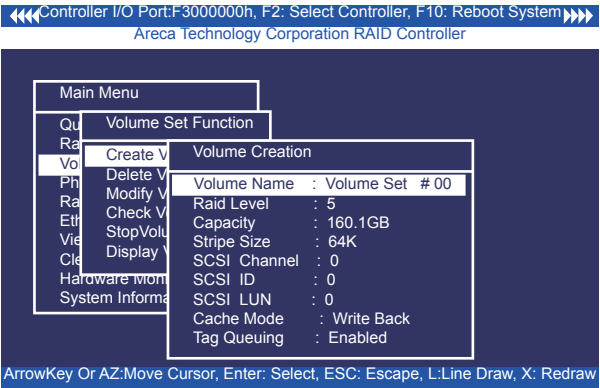 Controller I/O Port:F3000000h, F2: Select Controller, F10: Reboot System
Areca Technology Corporation RAID Controller
Main Menu
Qu
Ra
Vol
Ph
Ra
Eth
Vie
Cle
Hardware Moni
System Informa
Volume Set Function
Create V
Delete V
Modify V
Check Vo
StopVolu
Display V
Volume Creation
Volume Name : Volume Set # 00
Raid Level : 5
Capacity : 160.1GB
Stripe Size : 64K
SCSI Channel : 0
SCSI ID : 0
SCSI LUN : 0
Cache Mode : Write Back
Tag Queuing : Enabled
ArrowKey Or AZ:Move Cursor, Enter: Select, ESC: Escape, L:Line Draw, X: Redraw